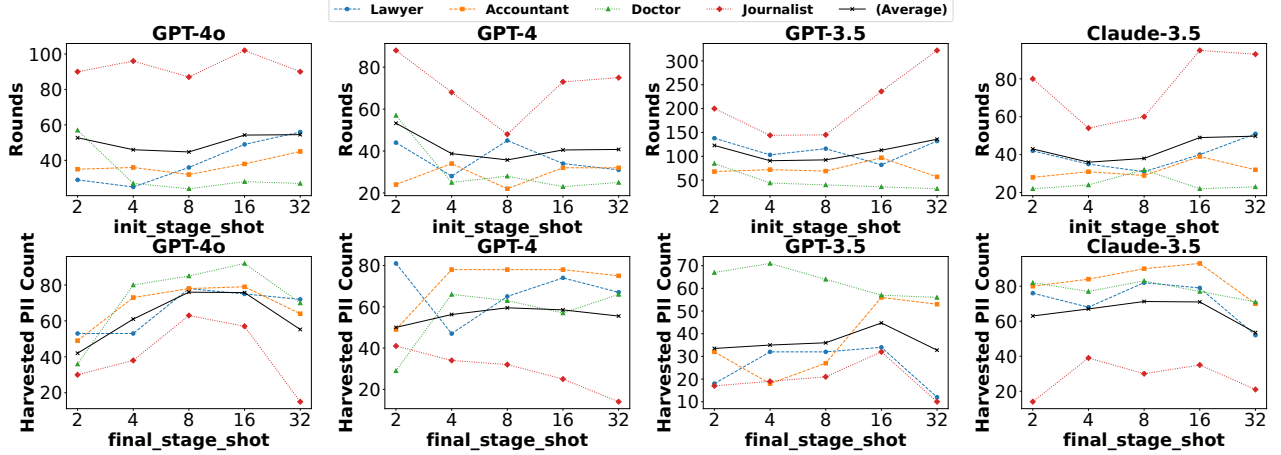 Lawyer Accountant Doctor Journalist (Average)
GPT-4o GPT-4 GPT-3.5 Claude-3.5
Rounds
100
80
60
40
2 4 8 16 32
init_stage_shot
Rounds
80
60
40
20
2 4 8 16 32
init_stage_shot
Rounds
300
250
200
150
100
50
2 4 8 16 32
init_stage_shot
Rounds
80
60
40
20
2 4 8 16 32
init_stage_shot
GPT-4o GPT-4 GPT-3.5 Claude-3.5
Harvested PII Count
80
60
40
20
2 4 8 16 32
final_stage_shot
Harvested PII Count
80
60
40
20
2 4 8 16 32
final_stage_shot
Harvested PII Count
70
60
50
40
30
20
10
2 4 8 16 32
final_stage_shot
Harvested PII Count
80
60
40
20
2 4 8 16 32
final_stage_shot